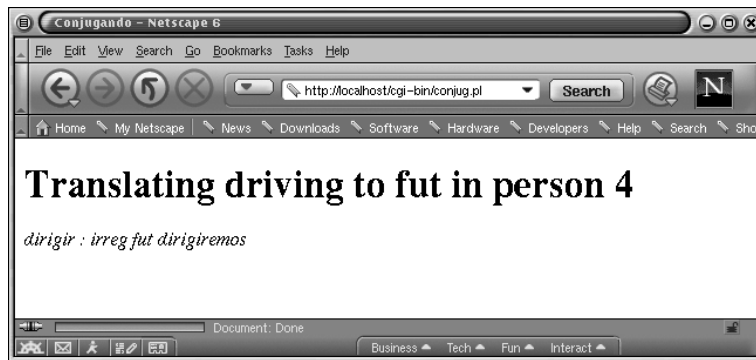 Conjugando – Netscape 6
File Edit View Search Go Bookmarks Tasks Help
http://localhost/cgi-bin/conjug.pl Search N
Home My Netscape News Downloads Software Hardware Developers Help Search Sho
Translating driving to fut in person 4
dirigir : irreg fut dirigiremos
Document: Done
Business Tech Fun Interact